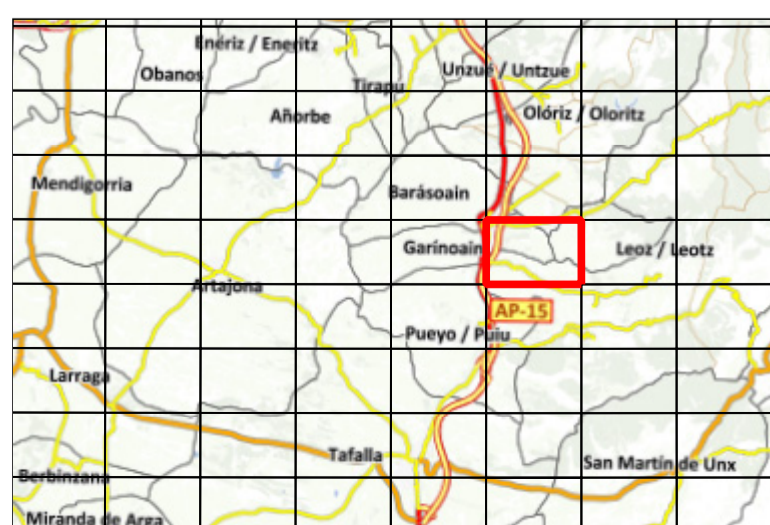 Enériz / Eneritz
Obanos
Tirapu
Unzué / Untzue
Añorbe
Olóriz / Oloritz
Mendigorria
Barásoain
Garínoain
Leoz / Leotz
Artajona
AP-15
Pueyo / Puiu
Larraga
Tafalla
San Martín de Unx
Berbinzana
Miranda de Arga